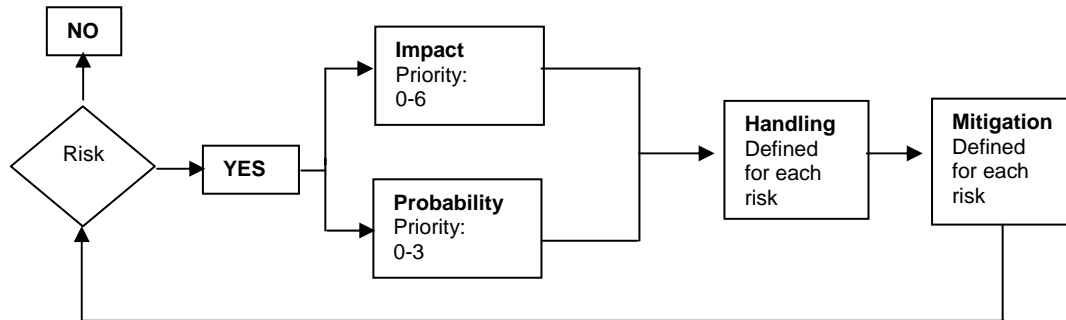 NO
Risk
YES
Impact
Priority:
0-6
Probability
Priority:
0-3
Handling
Defined
for each
risk
Mitigation
Defined
for each
risk